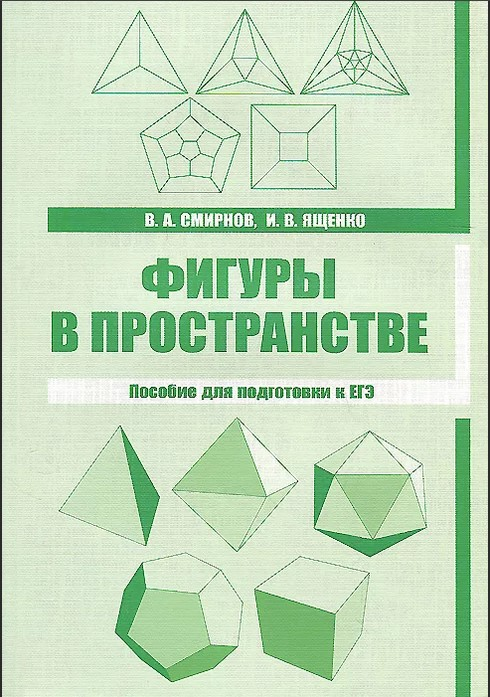 В. А. СМИРНОВ, И. В. ЯЩЕНКО
ФИГУРЫ
В ПРОСТРАНСТВЕ
Пособие для подготовки к ЕГЭ